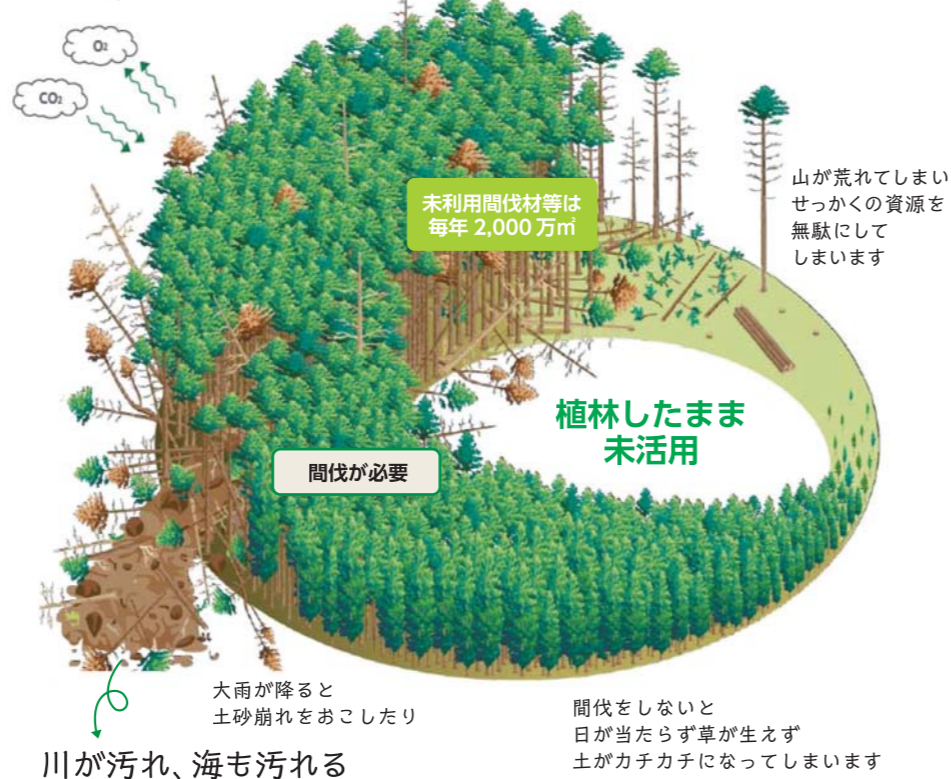 O₂
CO₂
未利用間伐材等は
毎年 2,000 万㎥
山が荒れてしまい
せっかくの資源を
無駄にして
しまいます
植林したまま
未活用
間伐が必要
大雨が降ると
土砂崩れをおこしたり
川が汚れ、海も汚れる
間伐をしないと
日が当たらず草が生えず
土がカチカチになってしまいます